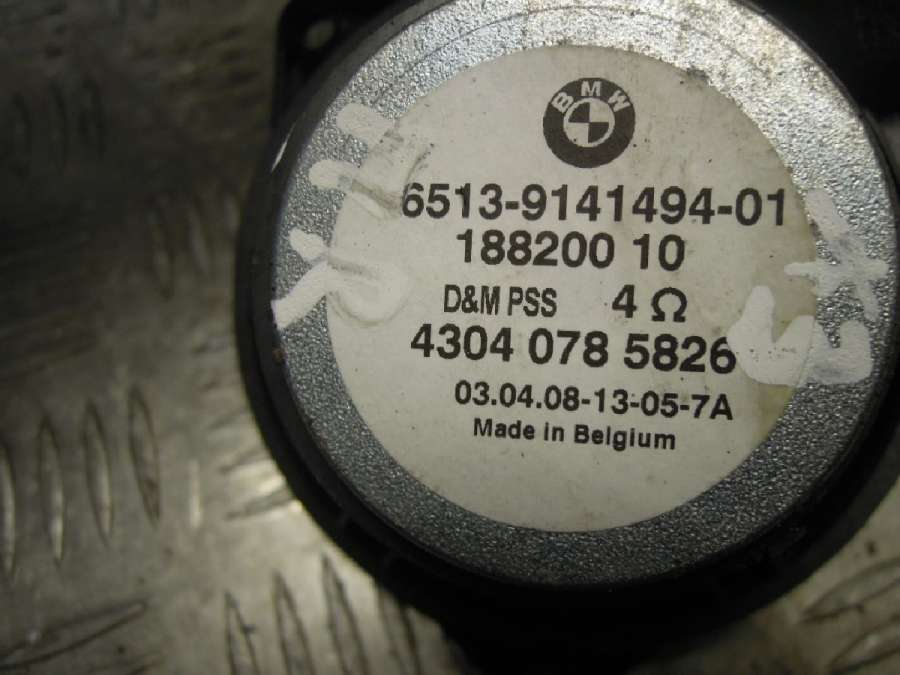 BMW
6513-9141494-01
188200 10
D&M PSS 4 Ω
4304 078 5826
03.04.08-13-05-7A
Made in Belgium